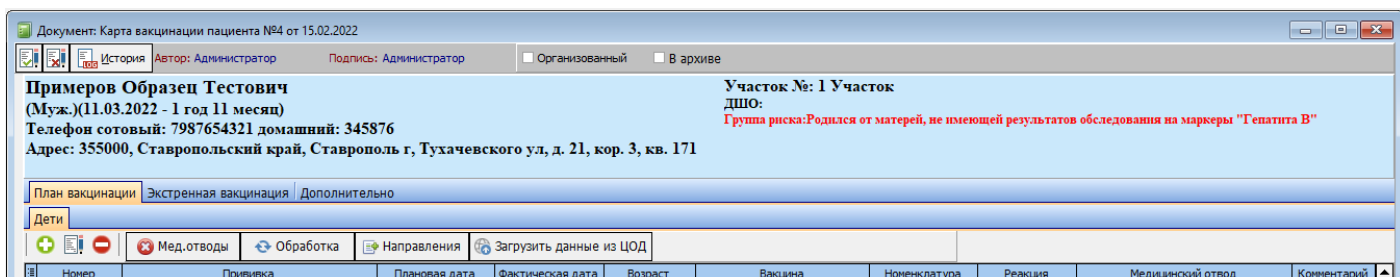 Документ: Карта вакцинации пациента №4 от 15.02.2022
История Автор: Администратор Подпись: Администратор Организованный В архиве
Примеров Образец Тестович
(Муж.)(11.03.2022 - 1 год 11 месяц)
Телефон сотовый: 7987654321 домашний: 345876
Адрес: 355000, Ставропольский край, Ставрополь г, Тухачевского ул, д. 21, кор. 3, кв. 171
Участок №: 1 Участок
ДШО:
Группа риска:Родился от матерей, не имеющей результатов обследования на маркеры "Гепатита В"
План вакцинации Экстренная вакцинация Дополнительно
Дети
Мед.отводы Обработка Направления Загрузить данные из ЦОД
Номер Прививка Плановая дата Фактическая дата Возраст Вакцина Номенклатура Реакция Медицинский отвод Комментарий